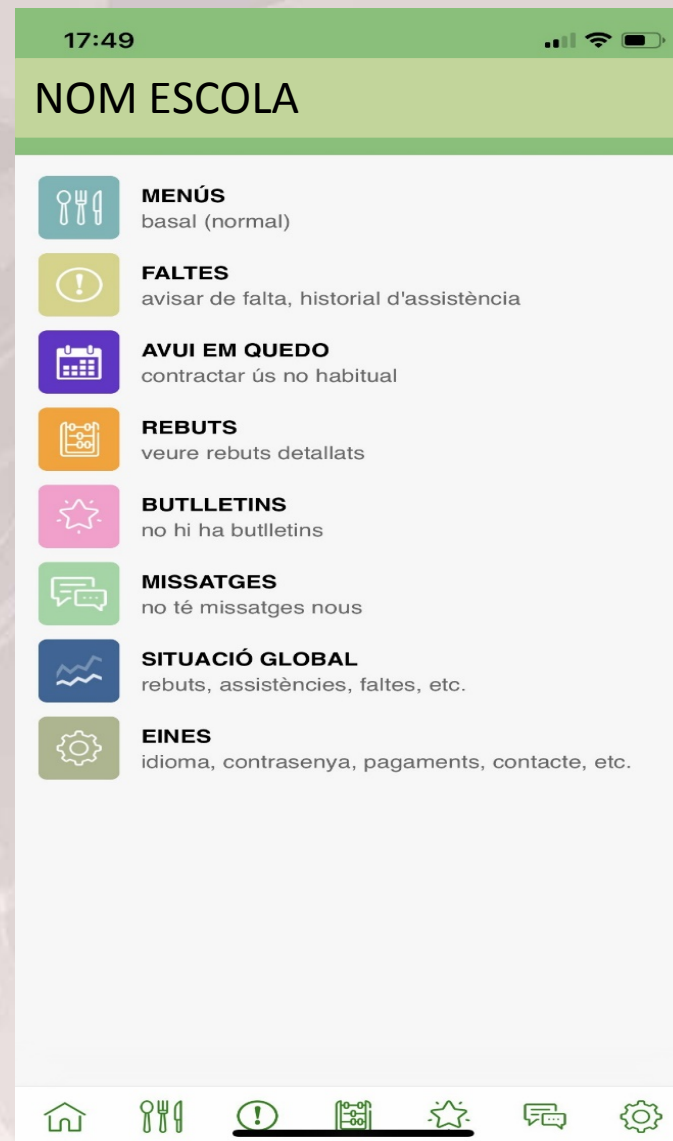 17:49
NOM ESCOLA
MENÚS
basal (normal)
FALTES
avisar de falta, historial d'assistència
AVUI EM QUEDO
contractar ús no habitual
REBUTS
veure rebuts detallats
BUTLLETINS
no hi ha butlletins
MISSATGES
no té missatges nous
SITUACIÓ GLOBAL
rebuts, assistències, faltes, etc.
EINES
idioma, contrasenya, pagaments, contacte, etc.